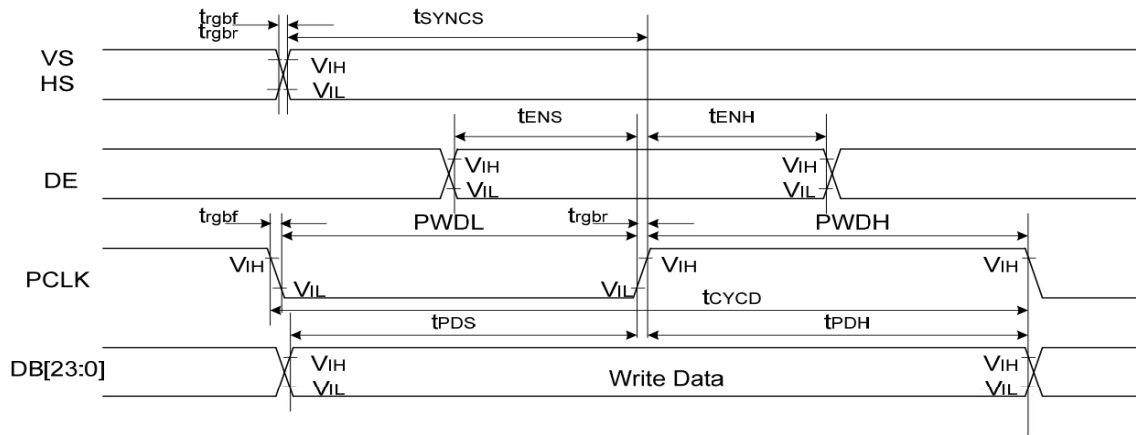 trgbf
trgbr
tSYNCS
VS
HS
VIH
VIL
tENS
tENH
DE
VIH
VIL
VIH
VIL
trgbf
PWDL
trgbr
PWDH
PCLK
VIH
VIL
VIL
VIH
VIH
tCYCD
tPDS
tPDH
DB[23:0]
VIH
VIL
Write Data
VIH
VIL